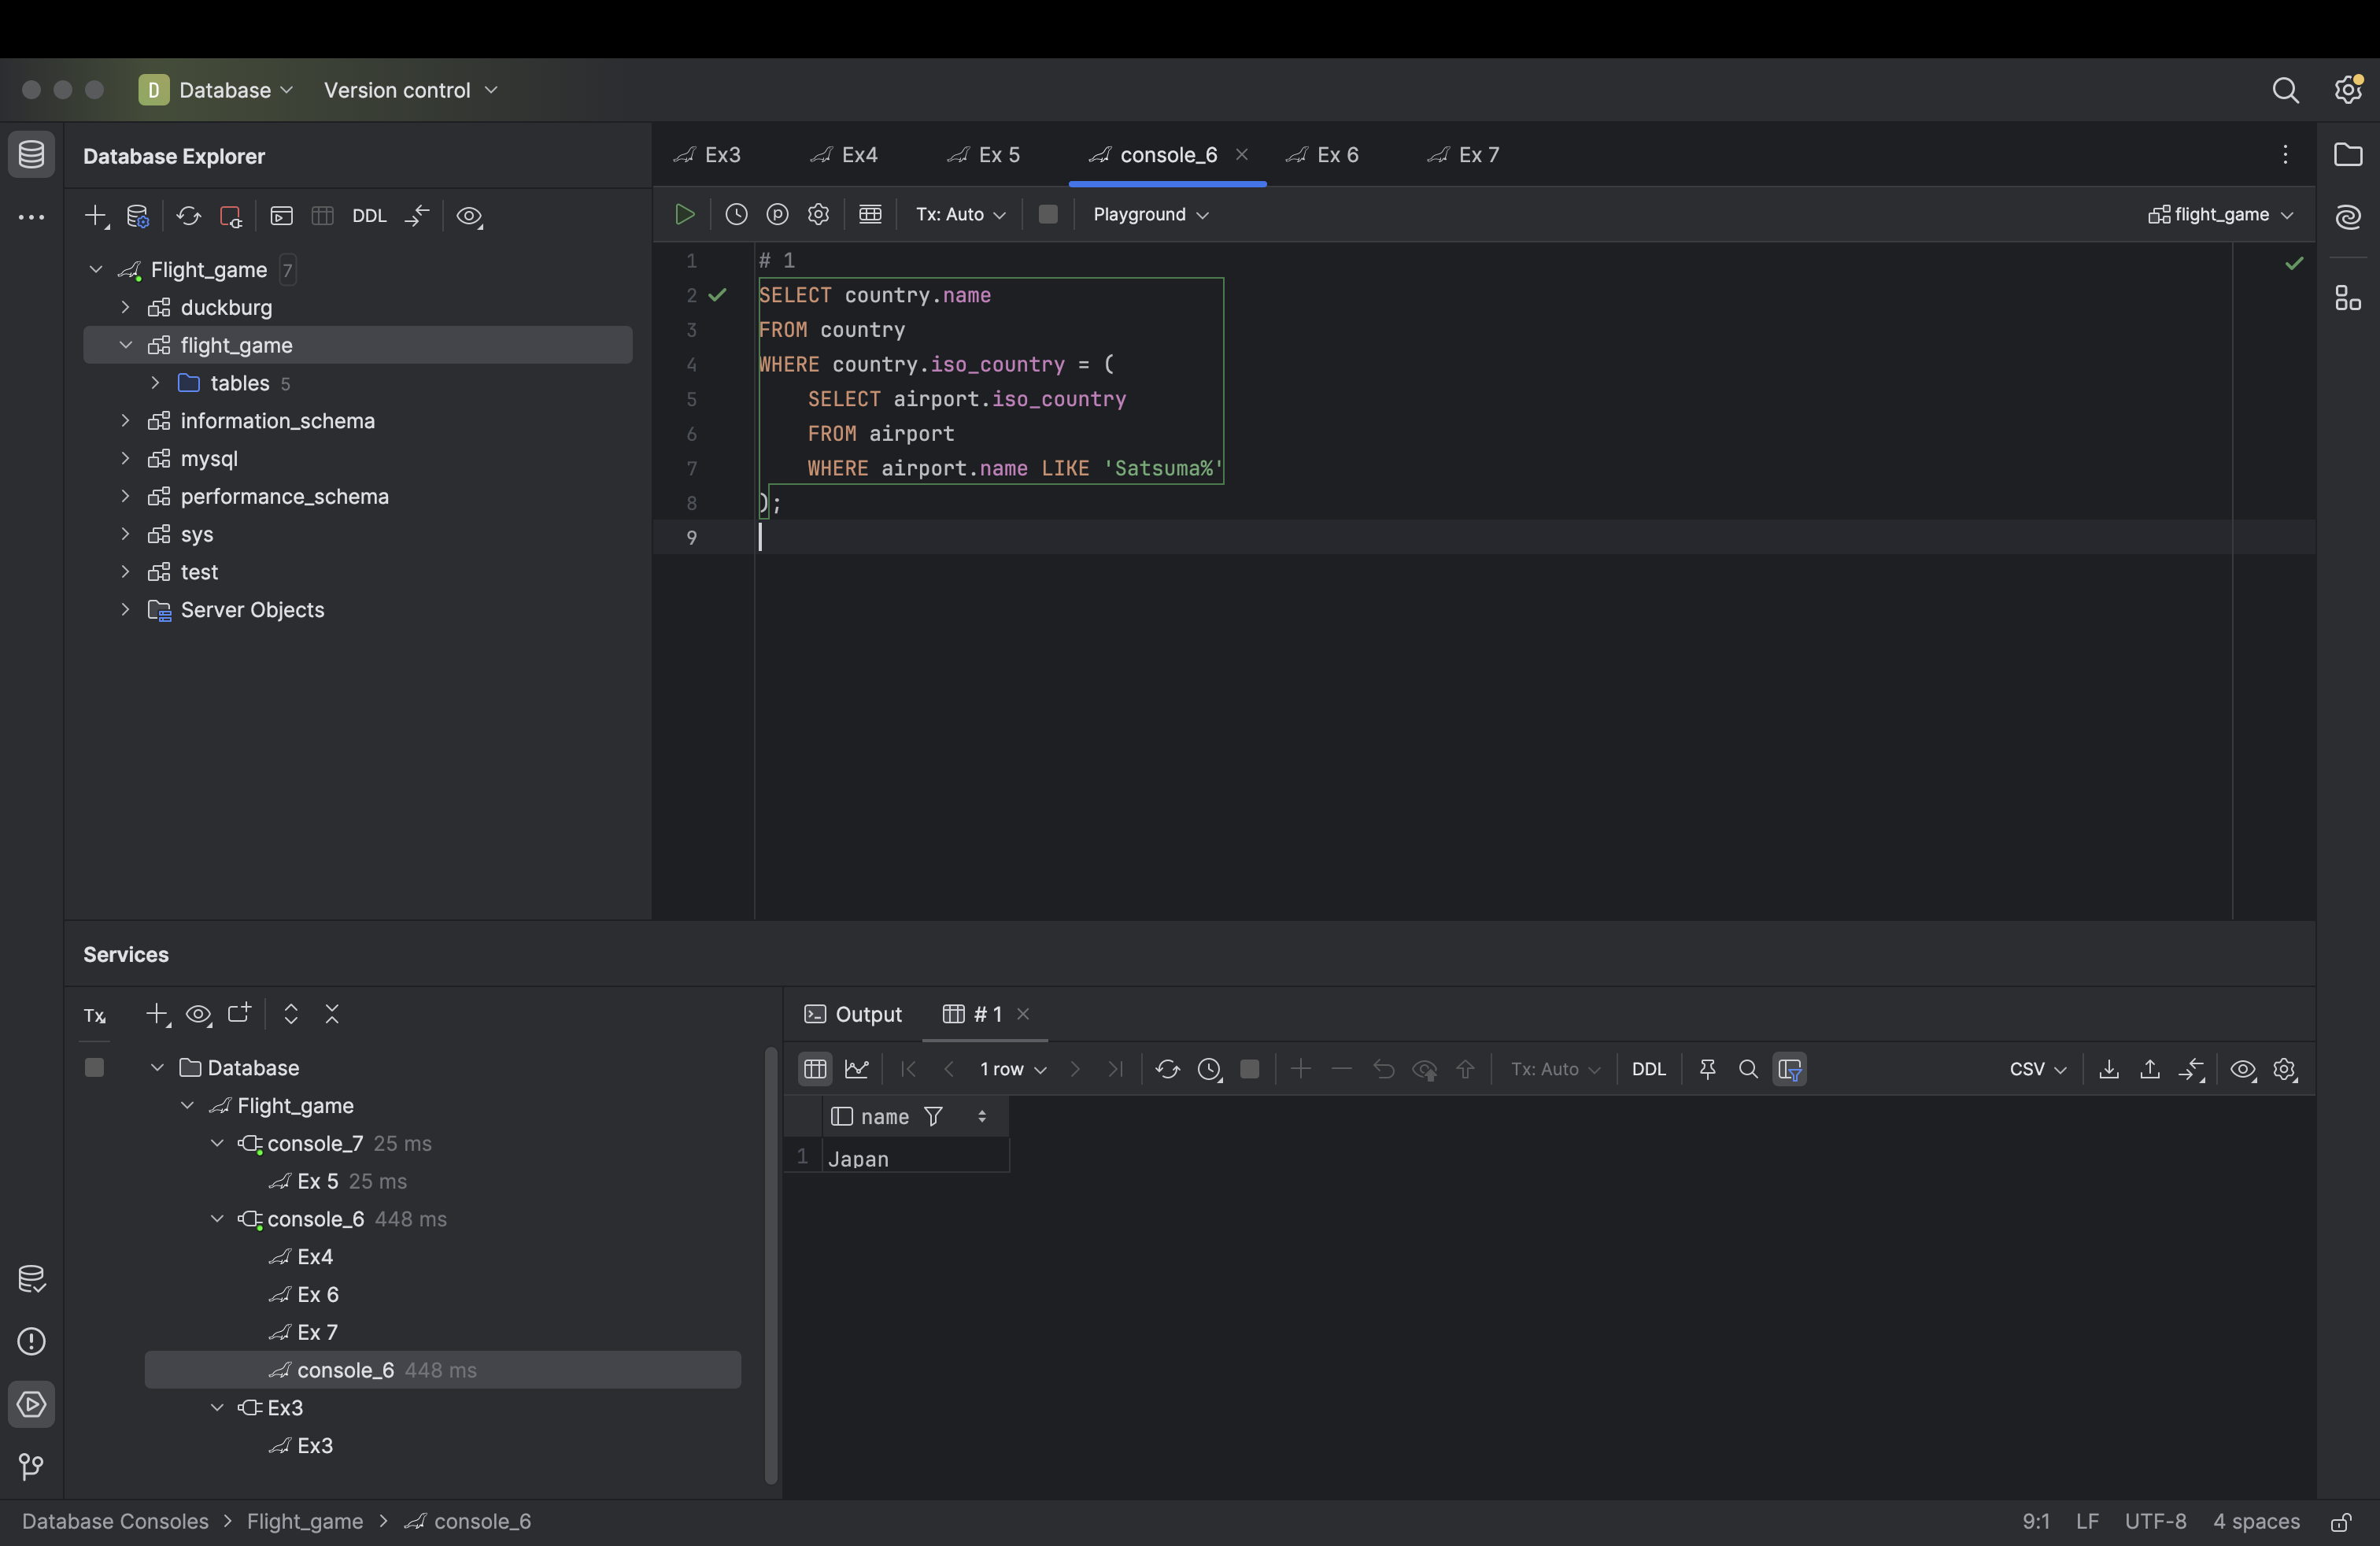 D Database Version control
Database Explorer
DDL
Flight_game 7
duckburg
flight_game
tables 5
information_schema
mysql
performance_schema
sys
test
Server Objects
Ex3 Ex4 Ex 5 console_6 Ex 6 Ex 7
Tx: Auto Playground flight_game
1 # 1
2 SELECT country.name
3 FROM country
4 WHERE country.iso_country = (
5 SELECT airport.iso_country
6 FROM airport
7 WHERE airport.name LIKE 'Satsuma%'
8 );
9
Services
Tx
Database
Flight_game
console_7 25 ms
Ex 5 25 ms
console_6 448 ms
Ex4
Ex 6
Ex 7
console_6 448 ms
Ex3
Ex3
Output # 1
1 row Tx: Auto DDL CSV
name
1 Japan
Database Consoles > Flight_game > console_6
9:1 LF UTF-8 4 spaces